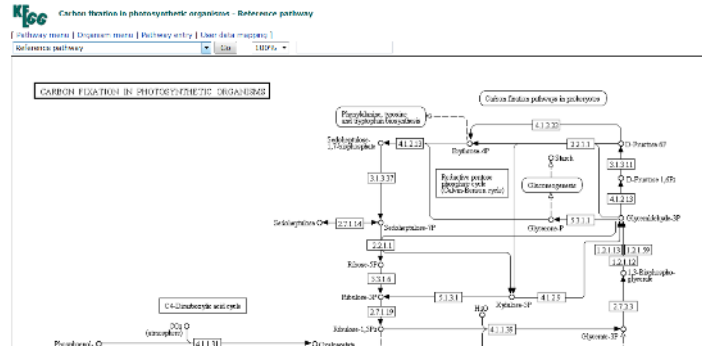 KEGG Carbon fixation in photosynthetic organisms - Reference pathway
[ Pathway menu | Organism menu | Pathway entry | User data mapping ]
Reference pathway Go 100%
CARBON FIXATION IN PHOTOSYNTHETIC ORGANISMS
Carbon fixation pathways in prokaryotes
Phenylalanine, tyrosine
and tryptophan biosynthesis
4.1.2.22
Sedoheptulose-
1,7-bisphosphate
4.1.2.13
Erythrose-4P
2.2.1.1
D-Fructose-6P
Starch
3.1.3.11
3.1.3.37
Reductive pentose
phosphate cycle
(Calvin-Benson cycle)
Gluconeogenesis
D-Fructose 1,6P2
4.1.2.13
Sedoheptulose
2.7.1.14
Sedoheptulose-7P
Glycerone-P
5.3.1.1
Glyceraldehyde-3P
2.2.1.1
1.2.1.13
1.2.1.59
1.2.1.12
Ribose-5P
1,3-Bisphospho-
glycerate
5.3.1.6
C4-Dicarboxylic acid cycle
Ribulose-5P
5.1.3.1
Xylulose-5P
4.1.2.9
2.7.2.3
2.7.1.19
H2O
CO2
(atmosphere)
Ribulose-1,5P2
4.1.1.39
Glycerate-3P
4.1.1.31